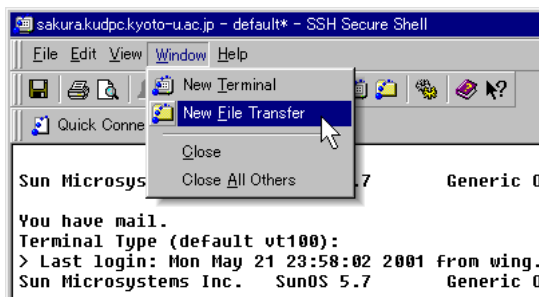 sakura.kudpc.kyoto-u.ac.jp - default* - SSH Secure Shell
File Edit View Window Help
New Terminal
New File Transfer
Quick Conne
Close
Close All Others
Sun Microsys .7 Generic
You have mail.
Terminal Type (default vt100):
> Last login: Mon May 21 23:58:02 2001 from wing.
Sun Microsystems Inc. SunOS 5.7 Generic